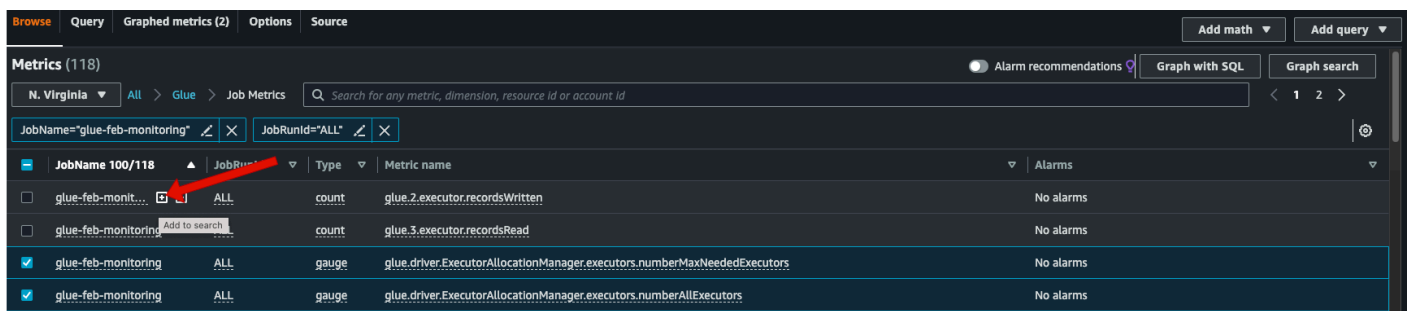 Browse Query Graphed metrics (2) Options Source Add math ▼ Add query ▼
Metrics (118) Alarm recommendations Graph with SQL Graph search
N. Virginia ▼ All > Glue > Job Metrics Search for any metric, dimension, resource id or account id < 1 2 >
JobName="glue-feb-monitoring" JobRunId="ALL"
JobName 100/118 Type Metric name Alarms
glue-feb-monit... ALL count glue.2.executor.recordsWritten No alarms
Add to search
glue-feb-monitoring count glue.3.executor.recordsRead No alarms
glue-feb-monitoring ALL gauge glue.driver.ExecutorAllocationManager.executors.numberMaxNeededExecutors No alarms
glue-feb-monitoring ALL gauge glue.driver.ExecutorAllocationManager.executors.numberAllExecutors No alarms